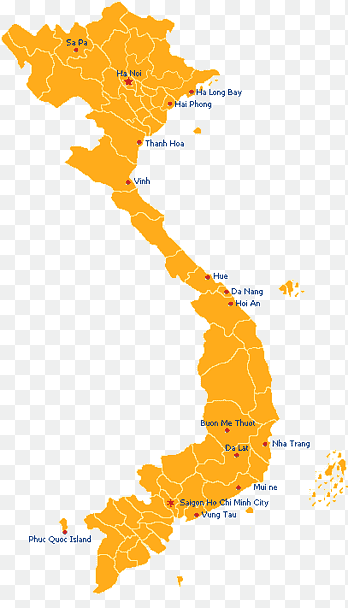 Sa Pa
Ha Noi
Ha Long Bay
Hai Phong
Thanh Hoa
Vinh
Hue
Da Nang
Hoi An
Buon Me Thuot
Nha Trang
Da Lat
Mui ne
Saigon Ho Chi Minh City
Vung Tau
Phuc Quoc Island